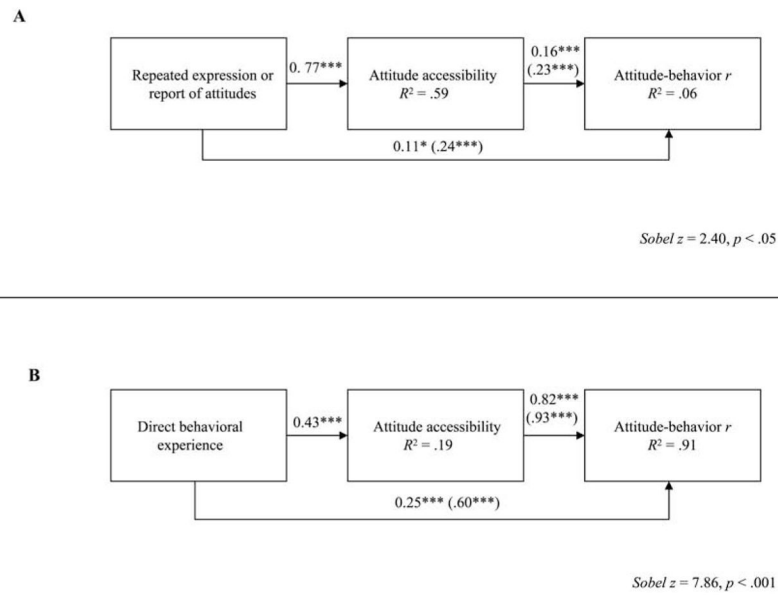 A
Repeated expression or
report of attitudes
0. 77***
Attitude accessibility
R² = .59
0.16***
(.23***)
Attitude-behavior r
R² = .06
0.11* (.24***)
Sobel z = 2.40, p < .05
B
Direct behavioral
experience
0.43***
Attitude accessibility
R² = .19
0.82***
(.93***)
Attitude-behavior r
R² = .91
0.25*** (.60***)
Sobel z = 7.86, p < .001